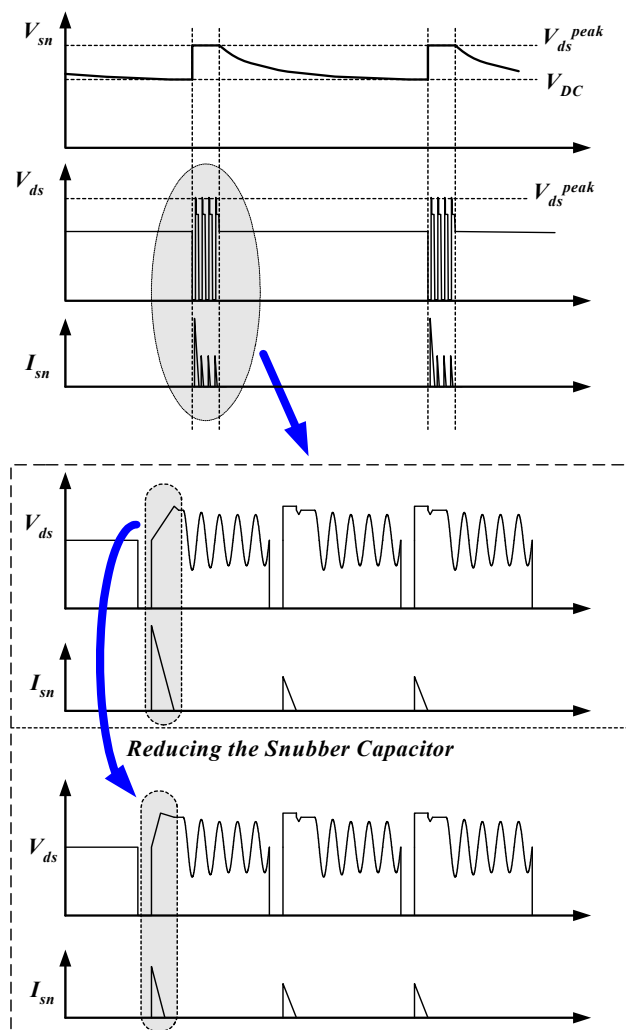 V_sn
V_ds^peak
V_DC
V_ds
V_ds^peak
I_sn
V_ds
I_sn
Reducing the Snubber Capacitor
V_ds
I_sn